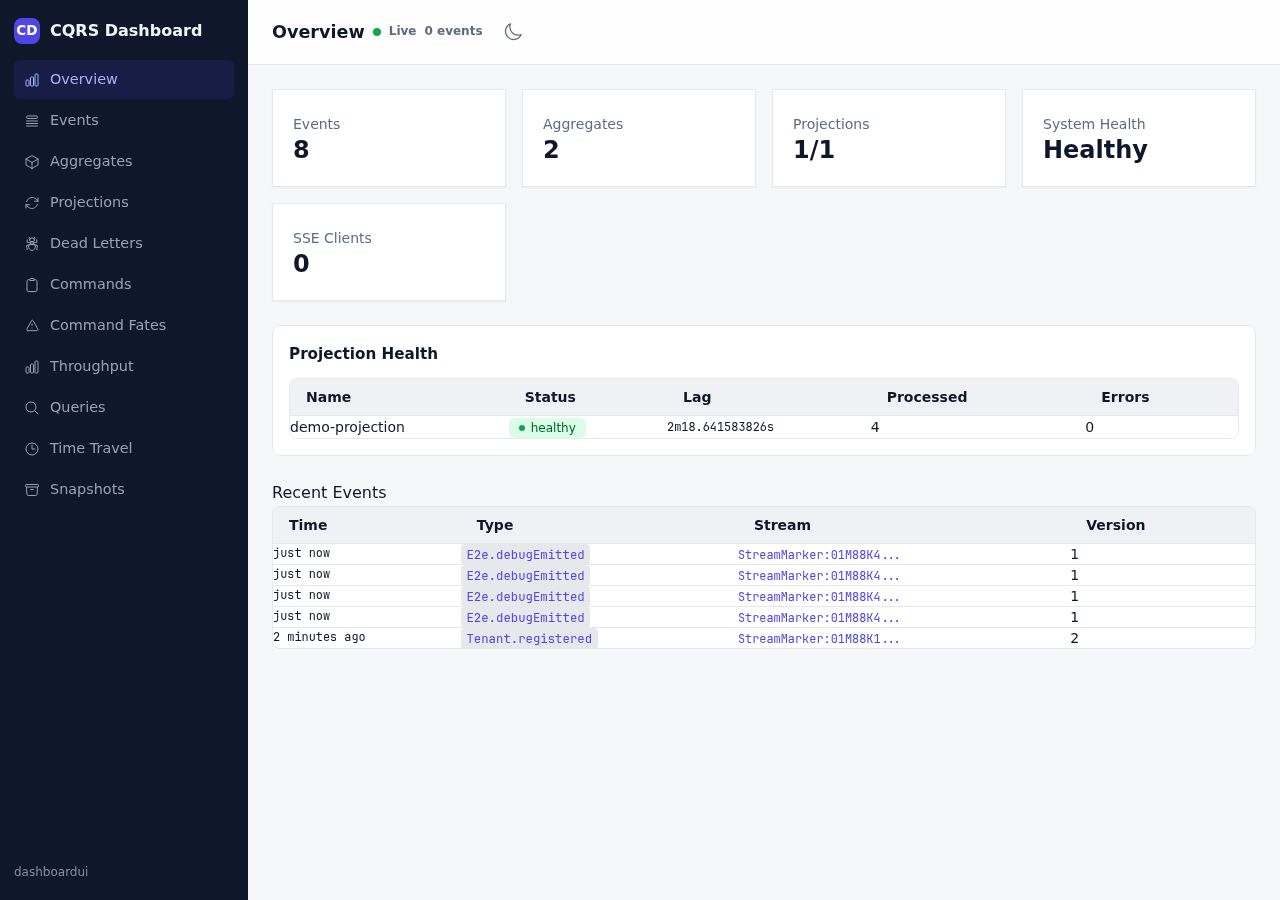 CD CQRS Dashboard
Overview
Events
Aggregates
Projections
Dead Letters
Commands
Command Fates
Throughput
Queries
Time Travel
Snapshots
dashboardui
Overview Live 0 events
Events
8
Aggregates
2
Projections
1/1
System Health
Healthy
SSE Clients
0
Projection Health
Name Status Lag Processed Errors
demo-projection healthy 2m18.641583826s 4 0
Recent Events
Time Type Stream Version
just now E2e.debugEmitted StreamMarker:01M88K4... 1
just now E2e.debugEmitted StreamMarker:01M88K4... 1
just now E2e.debugEmitted StreamMarker:01M88K4... 1
just now E2e.debugEmitted StreamMarker:01M88K4... 1
2 minutes ago Tenant.registered StreamMarker:01M88K1... 2